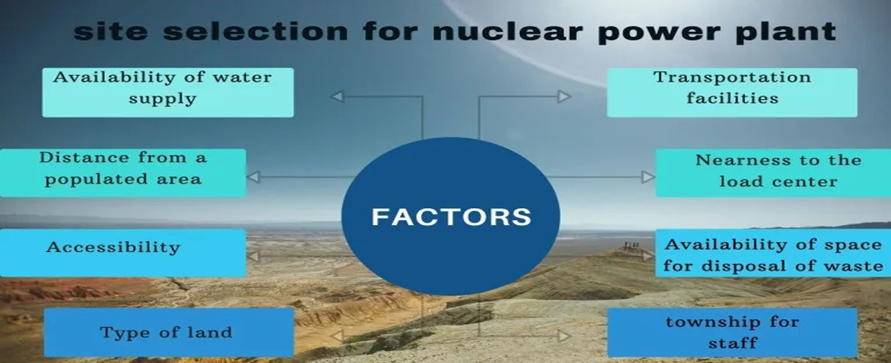 site selection for nuclear power plant
Availability of water
supply
Transportation
facilities
Distance from a
populated area
Nearness to the
load center
FACTORS
Accessibility
Availability of space
for disposal of waste
Type of land
township for
staff